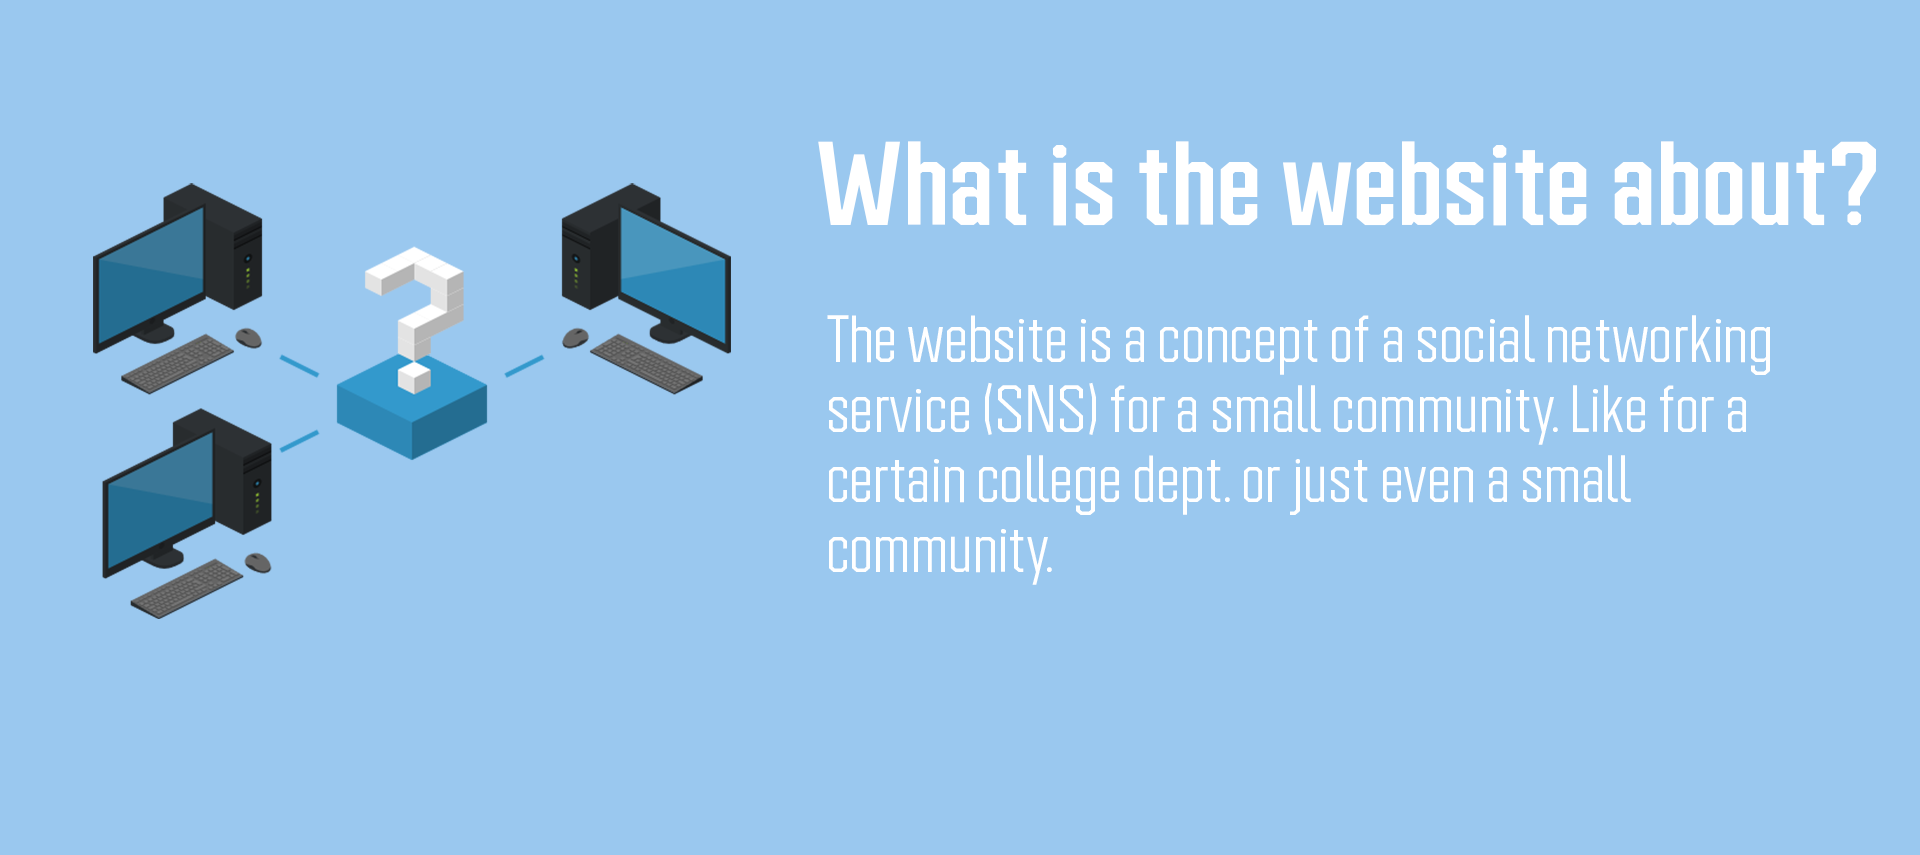 What is the website about?
The website is a concept of a social networking
service (SNS) for a small community. Like for a
certain college dept. or just even a small
community.